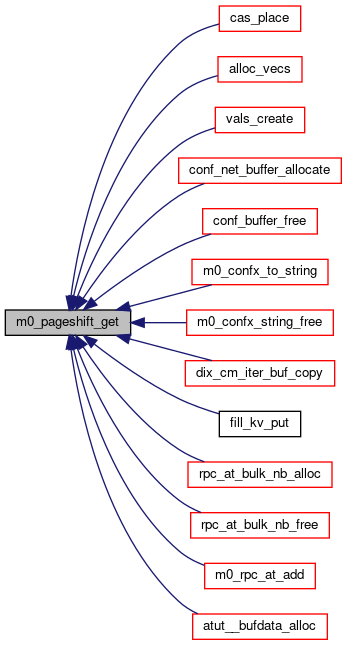 cas_place
alloc_vecs
vals_create
conf_net_buffer_allocate
conf_buffer_free
m0_confx_to_string
m0_pageshift_get
m0_confx_string_free
dix_cm_iter_buf_copy
fill_kv_put
rpc_at_bulk_nb_alloc
rpc_at_bulk_nb_free
m0_rpc_at_add
atut__bufdata_alloc